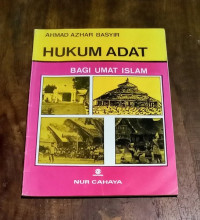 AHMAD AZHAR BASYIR
HUKUM ADAT
BAGI UMAT ISLAM
NUR CAHAYA